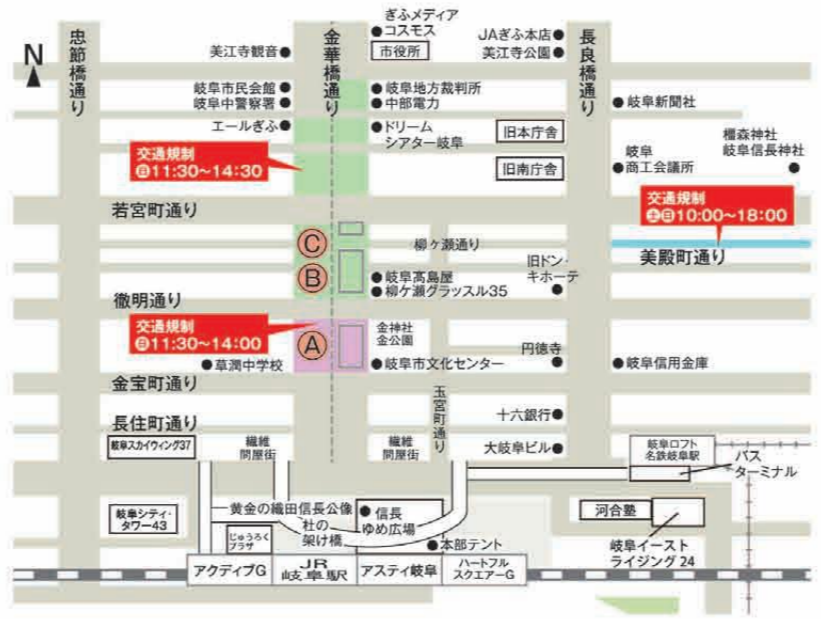 ぎふメディア
コスモス
市役所
JAぎふ本店
美江寺公園
忠節橋通り
金華橋通り
長良橋通り
N
美江寺観音
岐阜市民会館
岐阜中警察署
エールぎふ
岐阜地方裁判所
中部電力
ドリーム
シアター岐阜
旧本庁舎
旧南庁舎
岐阜新聞社
岐阜
商工会議所
橿森神社
岐阜信長神社
交通規制
日11:30〜14:30
交通規制
土日10:00〜18:00
若宮町通り
C
柳ヶ瀬通り
美殿町通り
B
旧ドン・
キホーテ
岐阜髙島屋
柳ケ瀬グラッスル35
徹明通り
交通規制
日11:30〜14:00
A
金神社
金公園
円徳寺
草潤中学校
岐阜市文化センター
岐阜信用金庫
金宝町通り
玉宮町通り
長住町通り
十六銀行
岐阜スカイウィング37
繊維
問屋街
繊維
問屋街
大岐阜ビル
岐阜ロフト
名鉄岐阜駅
バス
ターミナル
岐阜シティ・
タワー43
黄金の織田信長公像
杜の
架け橋
信長
ゆめ広場
河合塾
じゅうろく
プラザ
本部テント
岐阜イースト
ライジング24
アクティブG
JR
岐阜駅
アスティ岐阜
ハートフル
スクエアーG